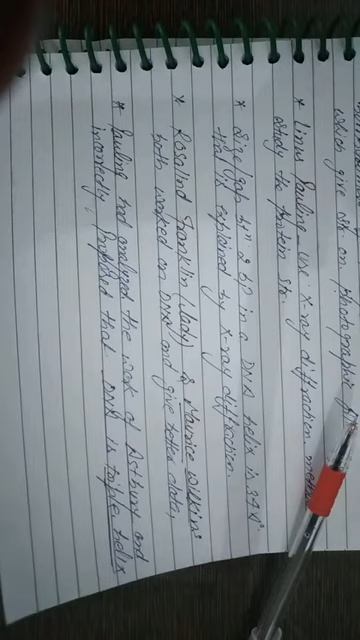 which give str on photographic
* Linus Pauling - use X-ray diffraction
study the protein str.
* Size/gap b/w 2 bp in a DNA helix is 3.4 A°
that is explained by X-ray diffraction.
* Rosalind Franklin (Lady) & Maurice Wilkins
both worked on DNA and give better data,
* Pauling had analyzed the work of Astbury and
incorrectly proposed that DNA is triple helix